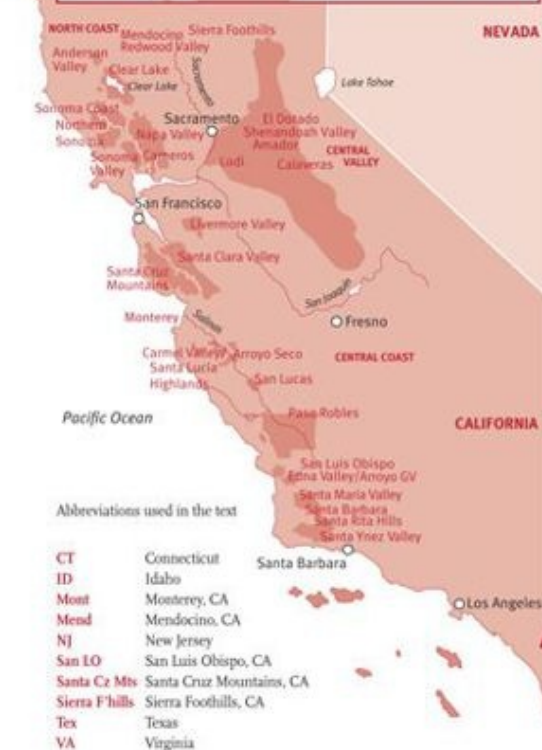 NORTH COAST
Mendocino
Sierra Foothills
NEVADA
Redwood Valley
Anderson
Valley
Clear Lake
Clear Lake
Sacramento
Lake Tahoe
Sonoma Coast
Northern
Sonoma
Sacramento
Napa Valley
El Dorado
Shenandoah Valley
Amador
CENTRAL
VALLEY
Sonoma
Valley
Carneros
Lodi
Calaveras
San Francisco
Livermore Valley
Santa Clara Valley
Santa Cruz
Mountains
San Joaquin
Monterey
Salinas
Fresno
Carmel Valley/
Santa Lucia
Highlands
Arroyo Seco
CENTRAL COAST
San Lucas
Pacific Ocean
Paso Robles
CALIFORNIA
San Luis Obispo
Edna Valley/Arroyo GV
Santa Maria Valley
Santa Barbara
Santa Rita Hills
Santa Ynez Valley
Santa Barbara
Los Angeles
Abbreviations used in the text
CT Connecticut
ID Idaho
Mont Monterey, CA
Mend Mendocino, CA
NJ New Jersey
San LO San Luis Obispo, CA
Santa Cz Mts Santa Cruz Mountains, CA
Sierra F'hills Sierra Foothills, CA
Tex Texas
VA Virginia